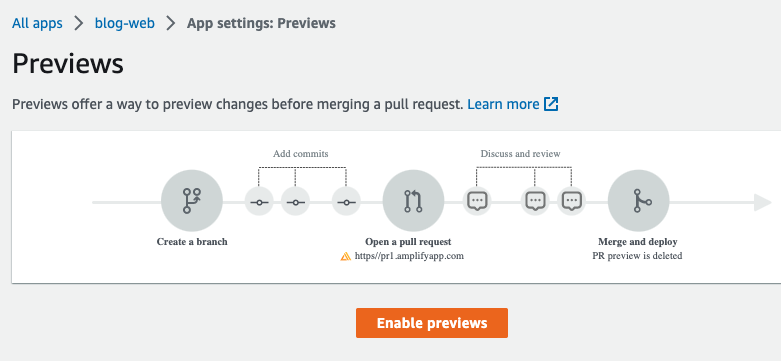 All apps > blog-web > App settings: Previews
Previews
Previews offer a way to preview changes before merging a pull request. Learn more
Add commits
Discuss and review
Create a branch
Open a pull request
Merge and deploy
https//pr1.amplifyapp.com
PR preview is deleted
Enable previews